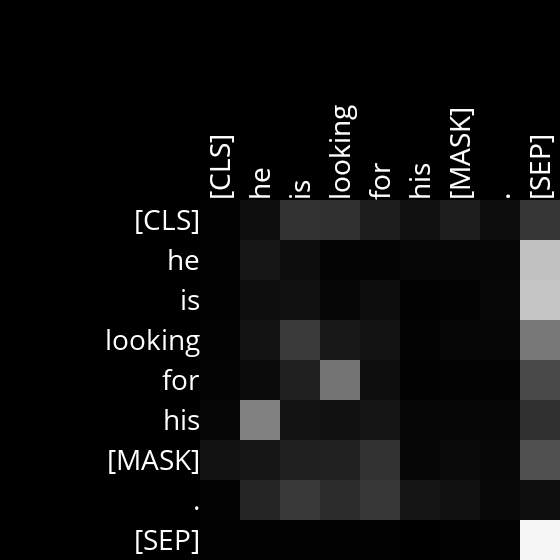 [CLS] he is looking for his [MASK] . [SEP]
[CLS]
he
is
looking
for
his
[MASK]
.
[SEP]